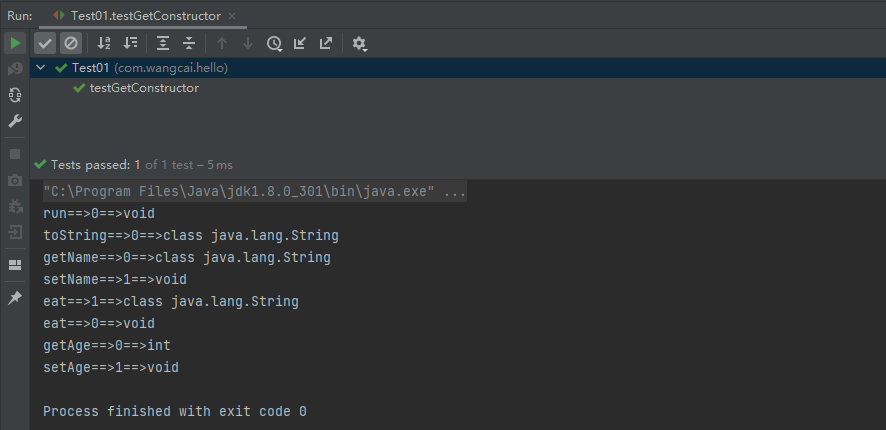 Run: Test01.testGetConstructor
Test01 (com.wangcai.hello)
testGetConstructor
Tests passed: 1 of 1 test – 5 ms
"C:\Program Files\Java\jdk1.8.0_301\bin\java.exe" ...
run==>0==>void
toString==>0==>class java.lang.String
getName==>0==>class java.lang.String
setName==>1==>void
eat==>1==>class java.lang.String
eat==>0==>void
getAge==>0==>int
setAge==>1==>void
Process finished with exit code 0